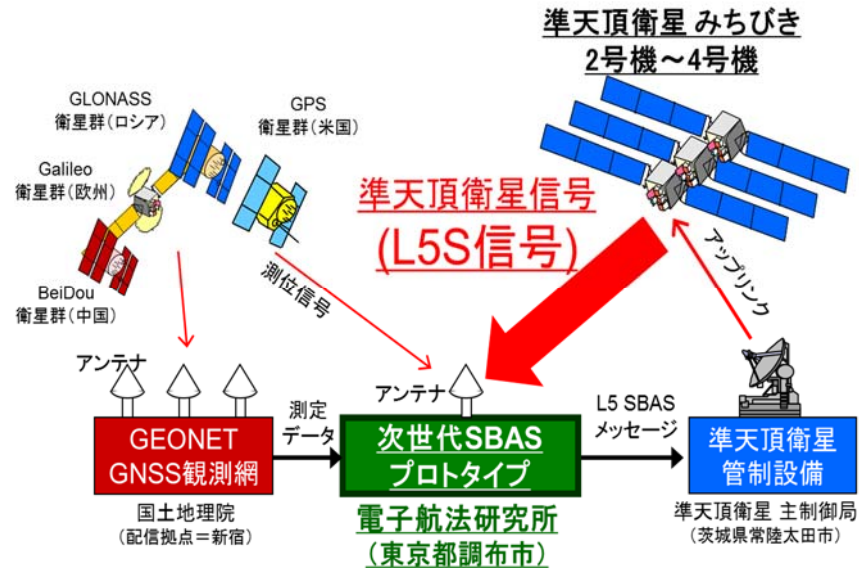 準天頂衛星 みちびき
2号機～4号機
GLONASS
衛星群(ロシア)
GPS
衛星群(米国)
Galileo
衛星群(欧州)
準天頂衛星信号
(L5S信号)
アップリンク
測位信号
BeiDou
衛星群(中国)
アンテナ
アンテナ
GEONET
GNSS観測網
測定
データ
次世代SBAS
プロトタイプ
L5 SBAS
メッセージ
準天頂衛星
管制設備
国土地理院
(配信拠点=新宿)
電子航法研究所
(東京都調布市)
準天頂衛星 主制御局
(茨城県常陸太田市)